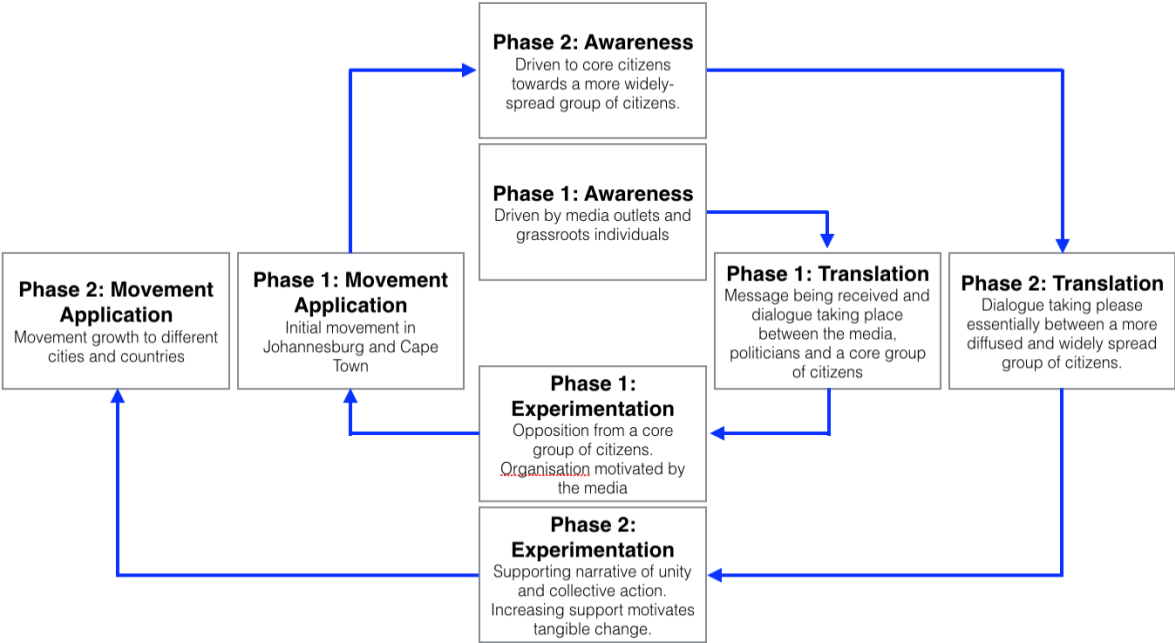 Phase 2: Awareness
Driven to core citizens
towards a more widely-
spread group of citizens.
Phase 1: Awareness
Driven by media outlets and
grassroots individuals
Phase 2: Movement
Application
Movement growth to different
cities and countries
Phase 1: Movement
Application
Initial movement in
Johannesburg and Cape
Town
Phase 1: Translation
Message being received and
dialogue taking place
between the media,
politicians and a core group
of citizens
Phase 2: Translation
Dialogue taking please
essentially between a more
diffused and widely spread
group of citizens.
Phase 1:
Experimentation
Opposition from a core
group of citizens.
Organisation motivated by
the media
Phase 2:
Experimentation
Supporting narrative of unity
and collective action.
Increasing support motivates
tangible change.